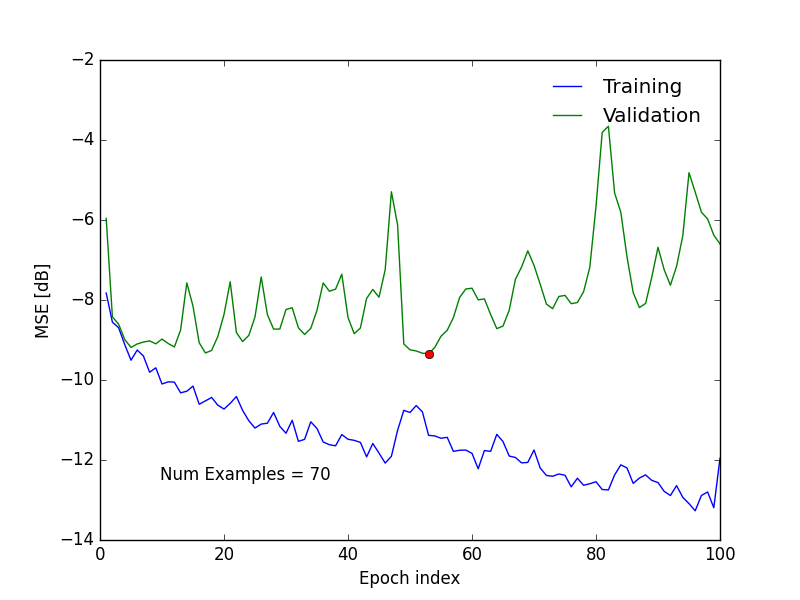 −2
−4
−6
−8
−10
−12
−14
MSE [dB]
Training
Validation
Num Examples = 70
0 20 40 60 80 100
Epoch index